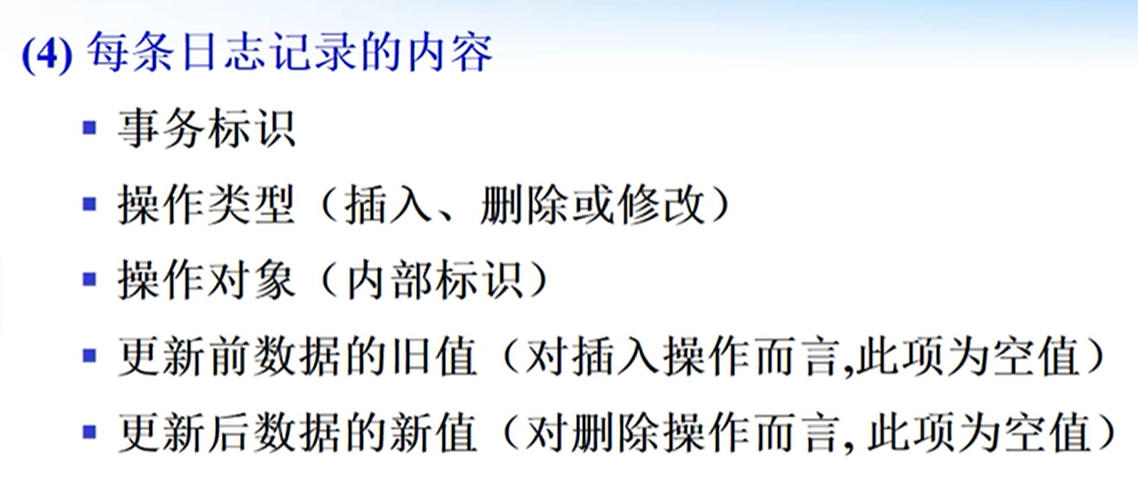 (4) 每条日志记录的内容
▪ 事务标识
▪ 操作类型（插入、删除或修改）
▪ 操作对象（内部标识）
▪ 更新前数据的旧值（对插入操作而言,此项为空值）
▪ 更新后数据的新值（对删除操作而言, 此项为空值）